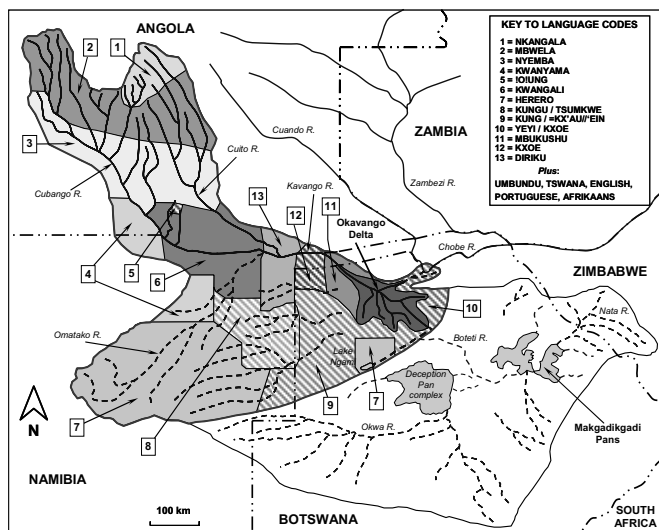 ANGOLA
KEY TO LANGUAGE CODES
1 = NKANGALA
2 = MBWELA
3 = NYEMBA
4 = KWANYAMA
5 = !O!UNG
6 = KWANGALI
7 = HERERO
8 = KUNGU / TSUMKWE
9 = KUNG / =KX'AU//'EIN
10 = YEYI / KXOE
11 = MBUKUSHU
12 = KXOE
13 = DIRIKU
Plus:
UMBUNDU, TSWANA, ENGLISH,
PORTUGUESE, AFRIKAANS
2
1
3
Cuando R.
ZAMBIA
Cuito R.
Cubango R.
Kavango R.
Zambezi R.
13
12
11
Okavango
Delta
Chobe R.
4
5
6
ZIMBABWE
10
Nata R.
Omatako R.
Boteti R.
Lake
Ngami
Deception
Pan
complex
N
7
8
9
7
Makgadikgadi
Pans
Okwa R.
NAMIBIA
100 km
BOTSWANA
SOUTH
AFRICA